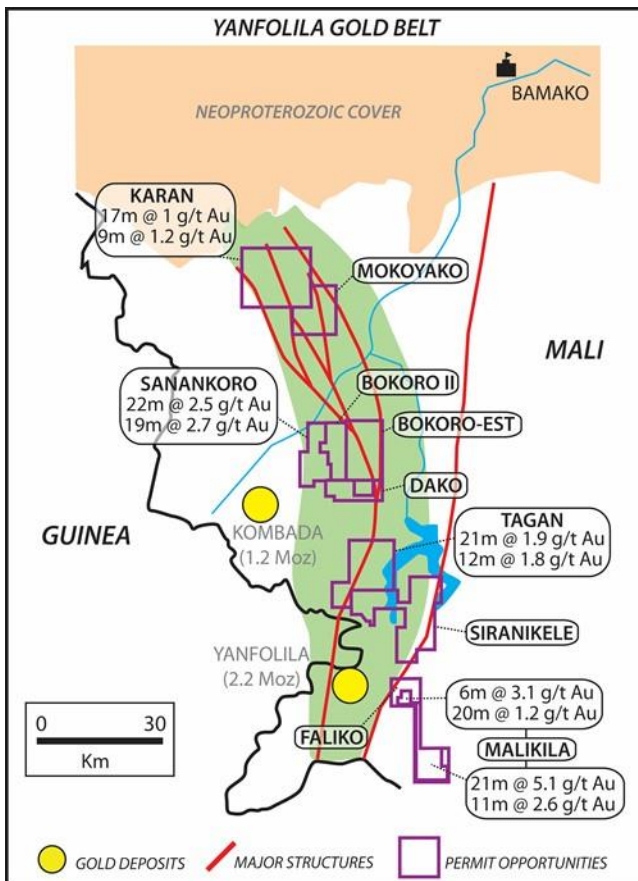 YANFOLILA GOLD BELT
BAMAKO
NEOPROTEROZOIC COVER
KARAN
17m @ 1 g/t Au
9m @ 1.2 g/t Au
MOKOYAKO
MALI
SANANKORO
22m @ 2.5 g/t Au
19m @ 2.7 g/t Au
BOKORO II
BOKORO-EST
DAKO
KOMBADA
(1.2 Moz)
GUINEA
TAGAN
21m @ 1.9 g/t Au
12m @ 1.8 g/t Au
SIRANIKELE
YANFOLILA
(2.2 Moz)
6m @ 3.1 g/t Au
20m @ 1.2 g/t Au
FALIKO
MALIKILA
21m @ 5.1 g/t Au
11m @ 2.6 g/t Au
0 30
Km
GOLD DEPOSITS
MAJOR STRUCTURES
PERMIT OPPORTUNITIES